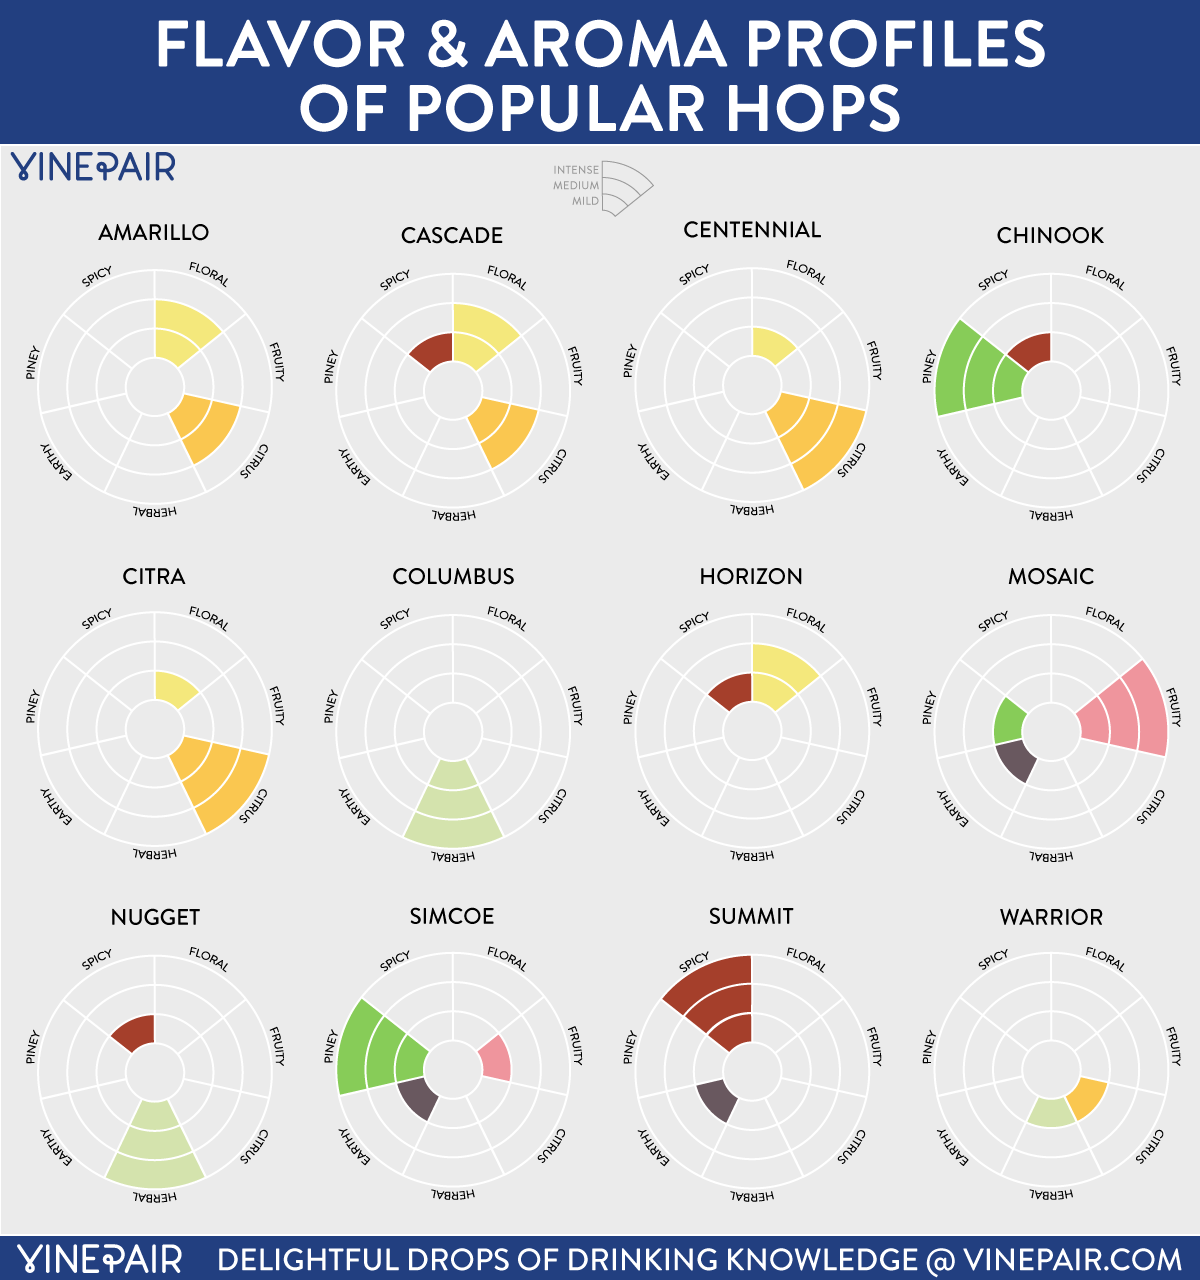 FLAVOR & AROMA PROFILES
OF POPULAR HOPS
VINEPAIR
INTENSE
MEDIUM
MILD
AMARILLO
SPICY
FLORAL
PINEY
FRUITY
EARTHY
CITRUS
HERBAL
CASCADE
SPICY
FLORAL
PINEY
FRUITY
EARTHY
CITRUS
HERBAL
CENTENNIAL
SPICY
FLORAL
PINEY
FRUITY
EARTHY
CITRUS
HERBAL
CHINOOK
SPICY
FLORAL
PINEY
FRUITY
EARTHY
CITRUS
HERBAL
CITRA
SPICY
FLORAL
PINEY
FRUITY
EARTHY
CITRUS
HERBAL
COLUMBUS
SPICY
FLORAL
PINEY
FRUITY
EARTHY
CITRUS
HERBAL
HORIZON
SPICY
FLORAL
PINEY
FRUITY
EARTHY
CITRUS
HERBAL
MOSAIC
SPICY
FLORAL
PINEY
FRUITY
EARTHY
CITRUS
HERBAL
NUGGET
SPICY
FLORAL
PINEY
FRUITY
EARTHY
CITRUS
HERBAL
SIMCOE
SPICY
FLORAL
PINEY
FRUITY
EARTHY
CITRUS
HERBAL
SUMMIT
SPICY
FLORAL
PINEY
FRUITY
EARTHY
CITRUS
HERBAL
WARRIOR
SPICY
FLORAL
PINEY
FRUITY
EARTHY
CITRUS
HERBAL
VINEPAIR DELIGHTFUL DROPS OF DRINKING KNOWLEDGE @ VINEPAIR.COM